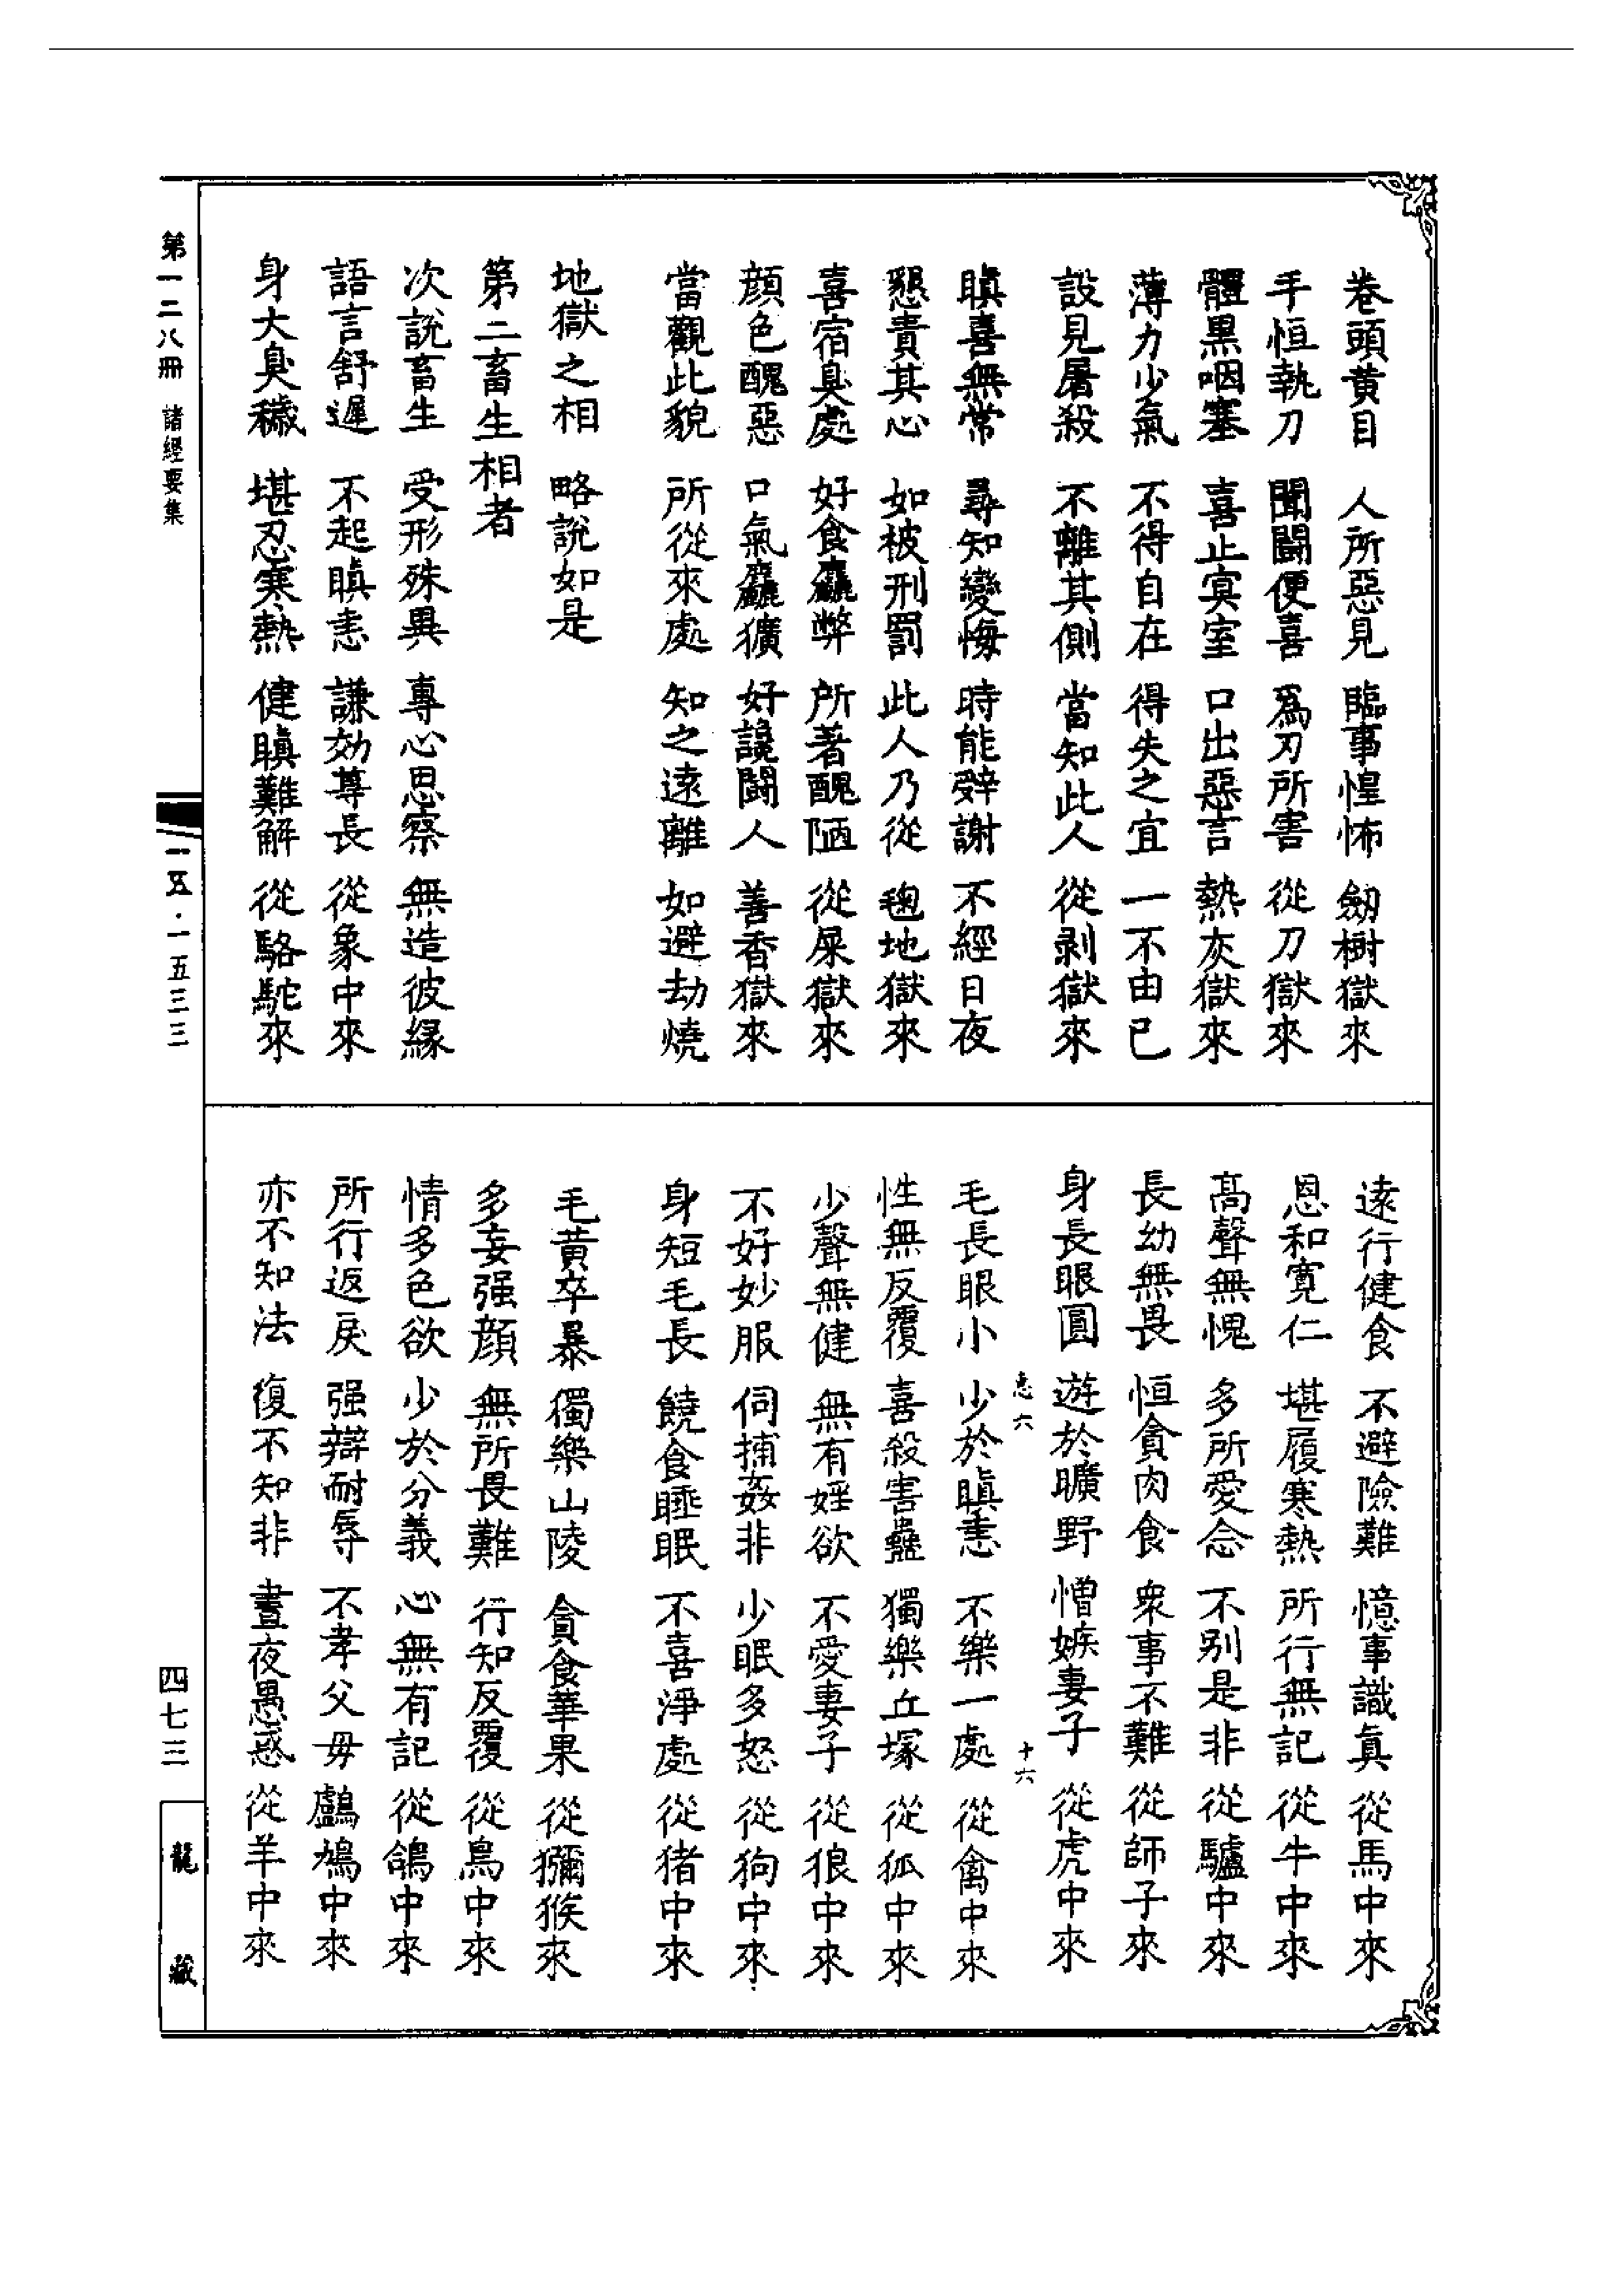 卷頭黃目　人所惡見　臨事惶怖　劒樹獄來
手恒執刀　聞鬪便喜　爲刃所害　從刀獄來
體黑咽塞　喜止寞室　口出惡言　熱灰獄來
薄力少氣　不得自在　得失之宜　一不由已
設見屠殺　不離其側　當知此人　從剥獄來
瞋喜無常　尋知變悔　時能辤謝　不經日夜
懇責其心　如被刑罰　此人乃從　毱地獄來
喜宿臭處　好食麤弊　所著醜陋　從屎獄來
顔色醜惡　口氣麤獷　好讒鬪人　善香獄來
當觀此貌　所從來處　知之遠離　如避劫燒
地獄之相　略說如是
第二畜生相者
次說畜生　受形殊異　專心思察　無造彼緣
語言舒遲　不起瞋恚　謙効尊長　從象中來
身大臭穢　堪忍寒熱　健瞋難解　從駱駝來
遠行健食　不避險難　憶事識眞　從馬中來
恩和寬仁　堪履寒熱　所行無記　從牛中來
髙聲無愧　多所愛念　不别是非　從驢中來
長幼無畏　恒貪肉食　衆事不難　從師子來
身長眼圓　遊於曠野　憎嫉妻子　從虎中來
毛長眼小　少於瞋恚　不樂一處　從禽中來
性無反覆　喜殺害蟲　獨樂丘塚　從狐中來
少聲無健　無有婬欲　不愛妻子　從狼中來
不好妙服　伺捕姦非　少眠多怒　從狗中來
身短毛長　饒食睡眠　不喜淨處　從猪中來
毛黃卒暴　獨樂山陵　貪食華果　從獼猴來
多妄强顔　無所畏難　行知反覆　從烏中來
情多色欲　少於分義　心無有記　從鴿中來
所行返戾　强辯耐辱　不孝父毋　鸕鳩中來
亦不知法　復不知非　晝夜愚惑　從羊中來
恚六　十六
第一二八冊　諸經要集
一五·一五三三
四七三
龍藏